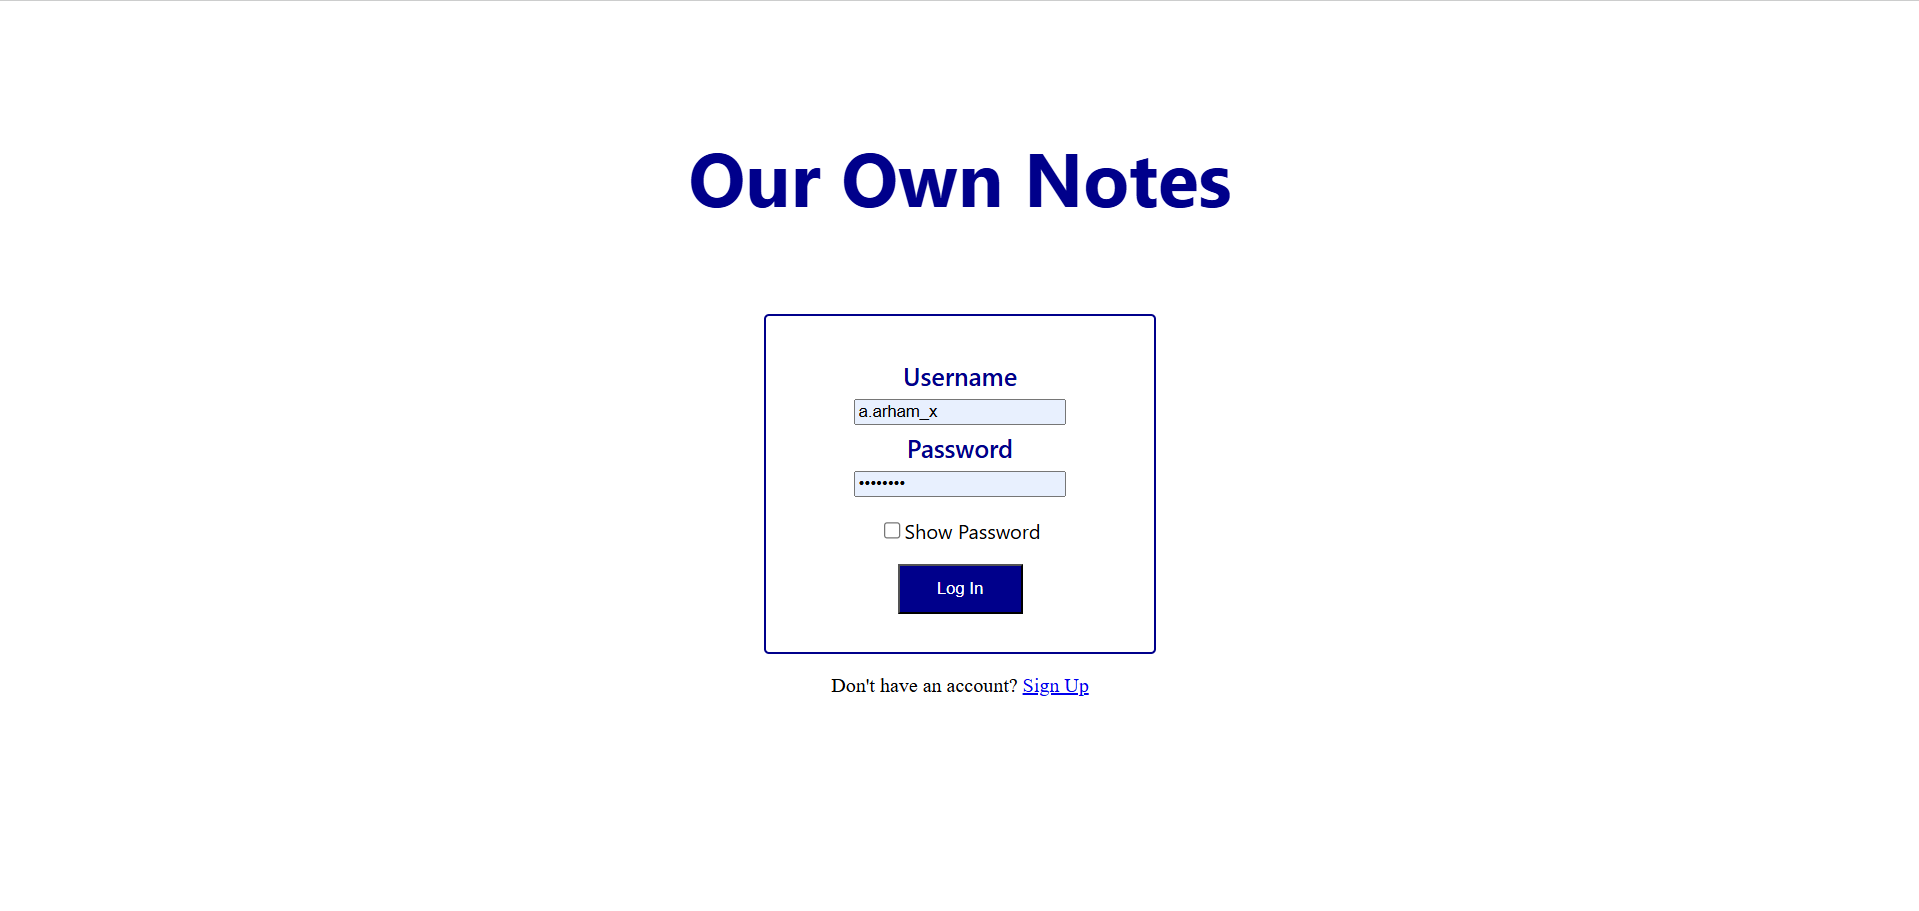 Our Own Notes
Username
a.arham_x
Password
••••••••
Show Password
Log In
Don't have an account? Sign Up